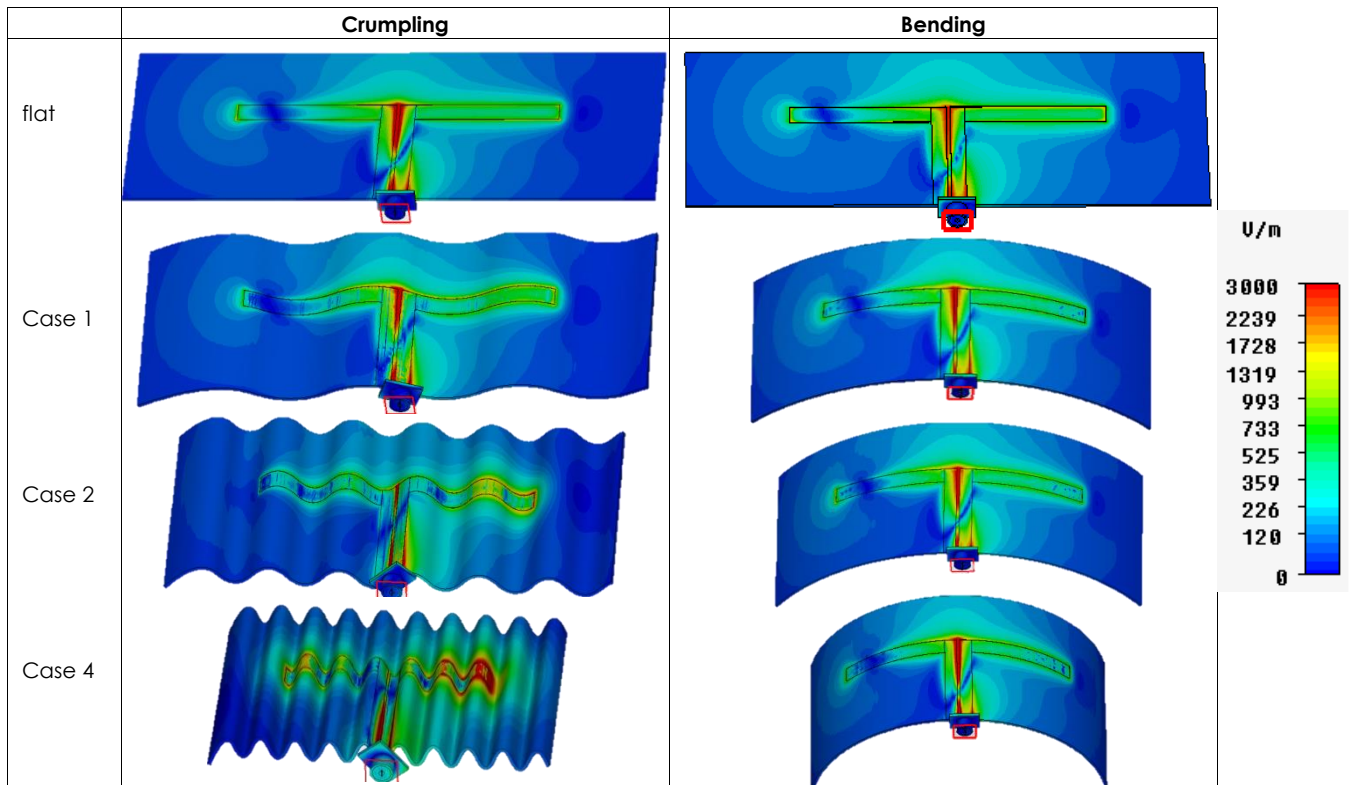 Crumpling Bending
flat
Case 1
Case 2
Case 4
V/m
3000
2239
1728
1319
993
733
525
359
226
120
0